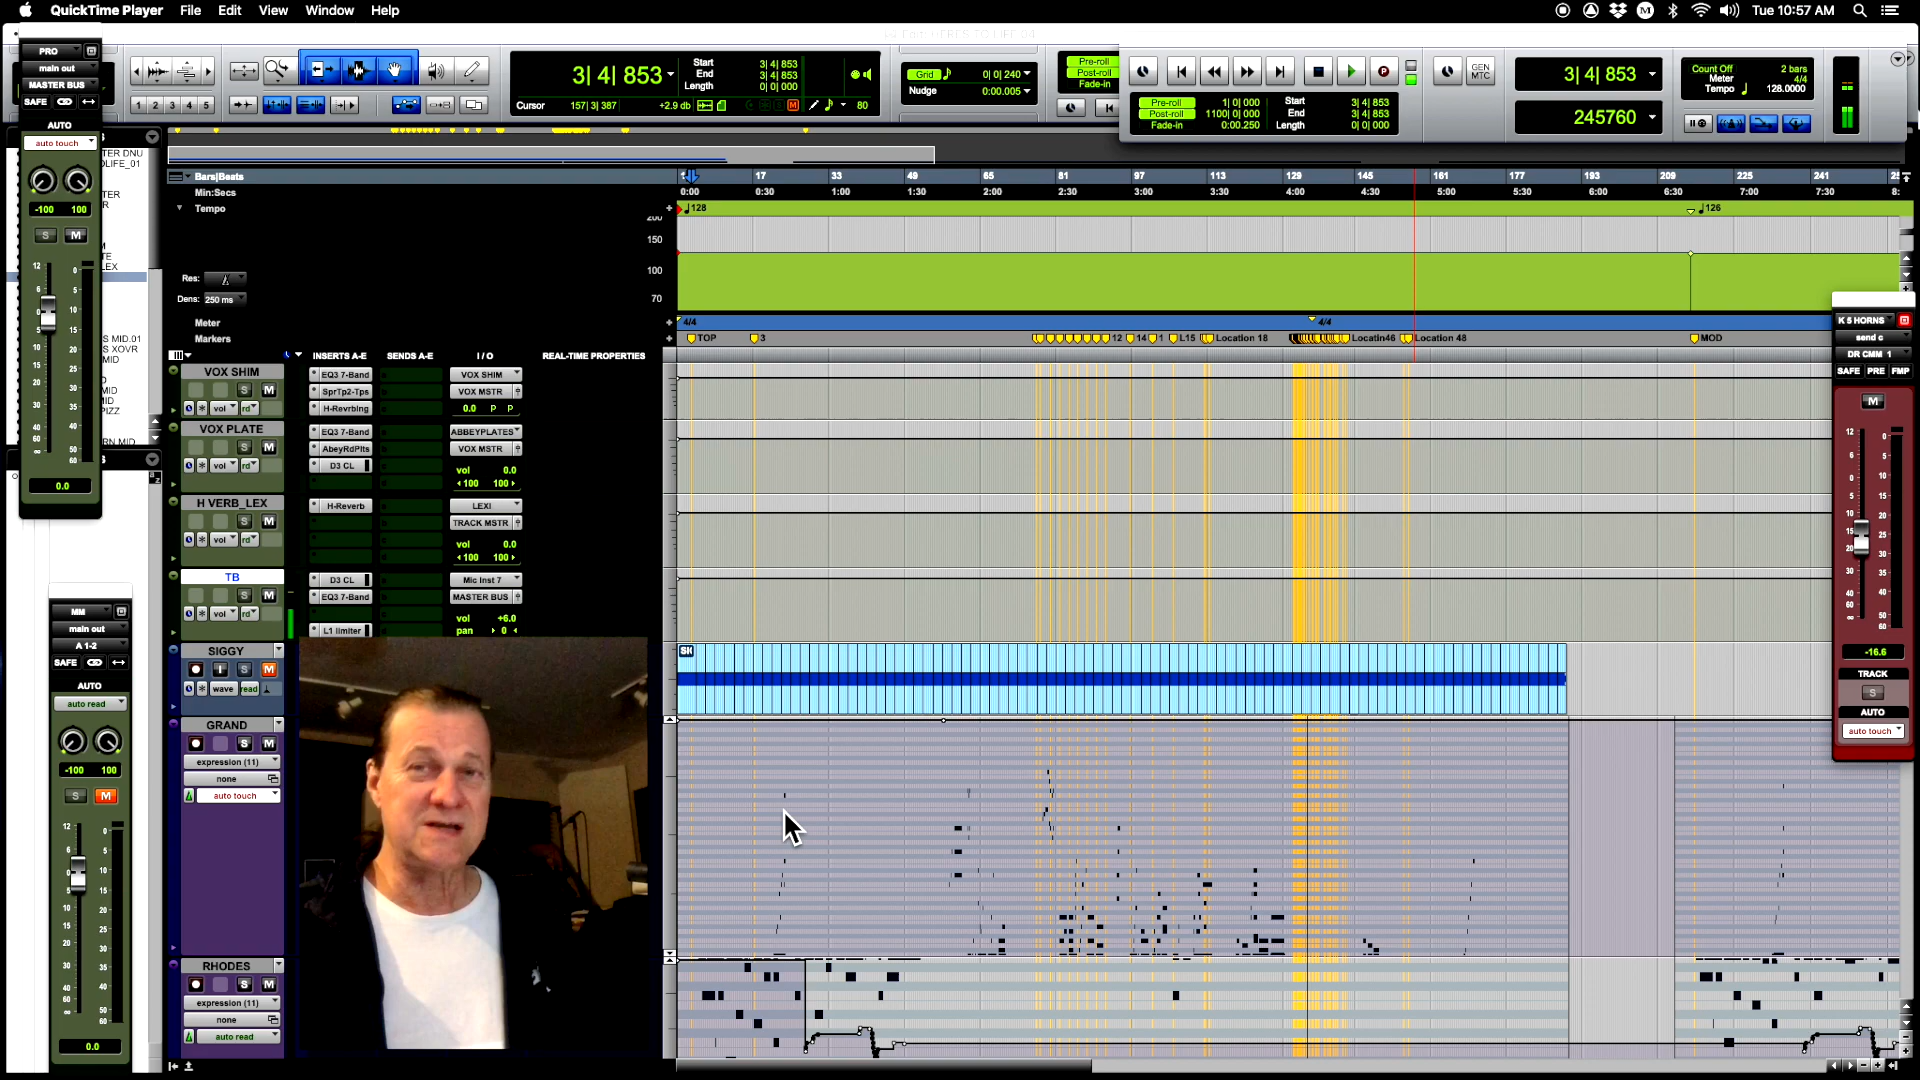 QuickTime Player File Edit View Window Help
Tue 10:57 AM
PRO
main out
MASTER BUS
SAFE
AUTO
auto touch
-100 100
S M
0.0
1 2 3 4 5
3| 4| 853
Start 3| 4| 853
End 3| 4| 853
Length 0| 0| 000
Cursor 157| 3| 387 +2.9 db 80
Grid 0| 0| 240
Nudge 0:00.005
Pre-roll
Post-roll
Fade-in
GEN MTC
Pre-roll 1| 0| 000 Start 3| 4| 853
Post-roll 1100| 0| 000 End 3| 4| 853
Fade-in 0:00.250 Length 0| 0| 000
3| 4| 853
245760
Count Off 2 bars
Meter 4/4
Tempo 128.0000
Bars|Beats 17 33 49 65 81 97 113 129 145 161 177 193 209 225 241
Min:Secs 0:00 0:30 1:00 1:30 2:00 2:30 3:00 3:30 4:00 4:30 5:00 5:30 6:00 6:30 7:00 7:30
Tempo 128 126
150
100
70
Res:
Dens: 250 ms
Meter 4/4 4/4
Markers TOP 3 12 14 1 L15 Location 18 Locatin46 Location 48 MOD
INSERTS A-E SENDS A-E I / O REAL-TIME PROPERTIES
VOX SHIM
S M
vol rd
EQ3 7-Band VOX SHIM
SprTp2-Tps VOX MSTR
H-Revrblng 0.0 P P
VOX PLATE
S M
vol rd
EQ3 7-Band ABBEYPLATES
AbeyRdPlts VOX MSTR
D3 CL vol 0.0
100 100
H VERB_LEX
S M
vol rd
H-Reverb LEXI
TRACK MSTR
vol 0.0
100 100
TB
S M
vol rd
D3 CL Mic Inst 7
EQ3 7-Band MASTER BUS
vol +6.0
L1 limiter pan 0
SIGGY
I S M
wave read
GRAND
S M
expression (11)
none
auto touch
RHODES
S M
expression (11)
none
auto read
MM
main out
A 1-2
SAFE
AUTO
auto read
-100 100
S M
0.0
K 5 HORNS
send c
DR CMM 1
SAFE PRE FMP
M
-16.6
TRACK
S
AUTO
auto touch